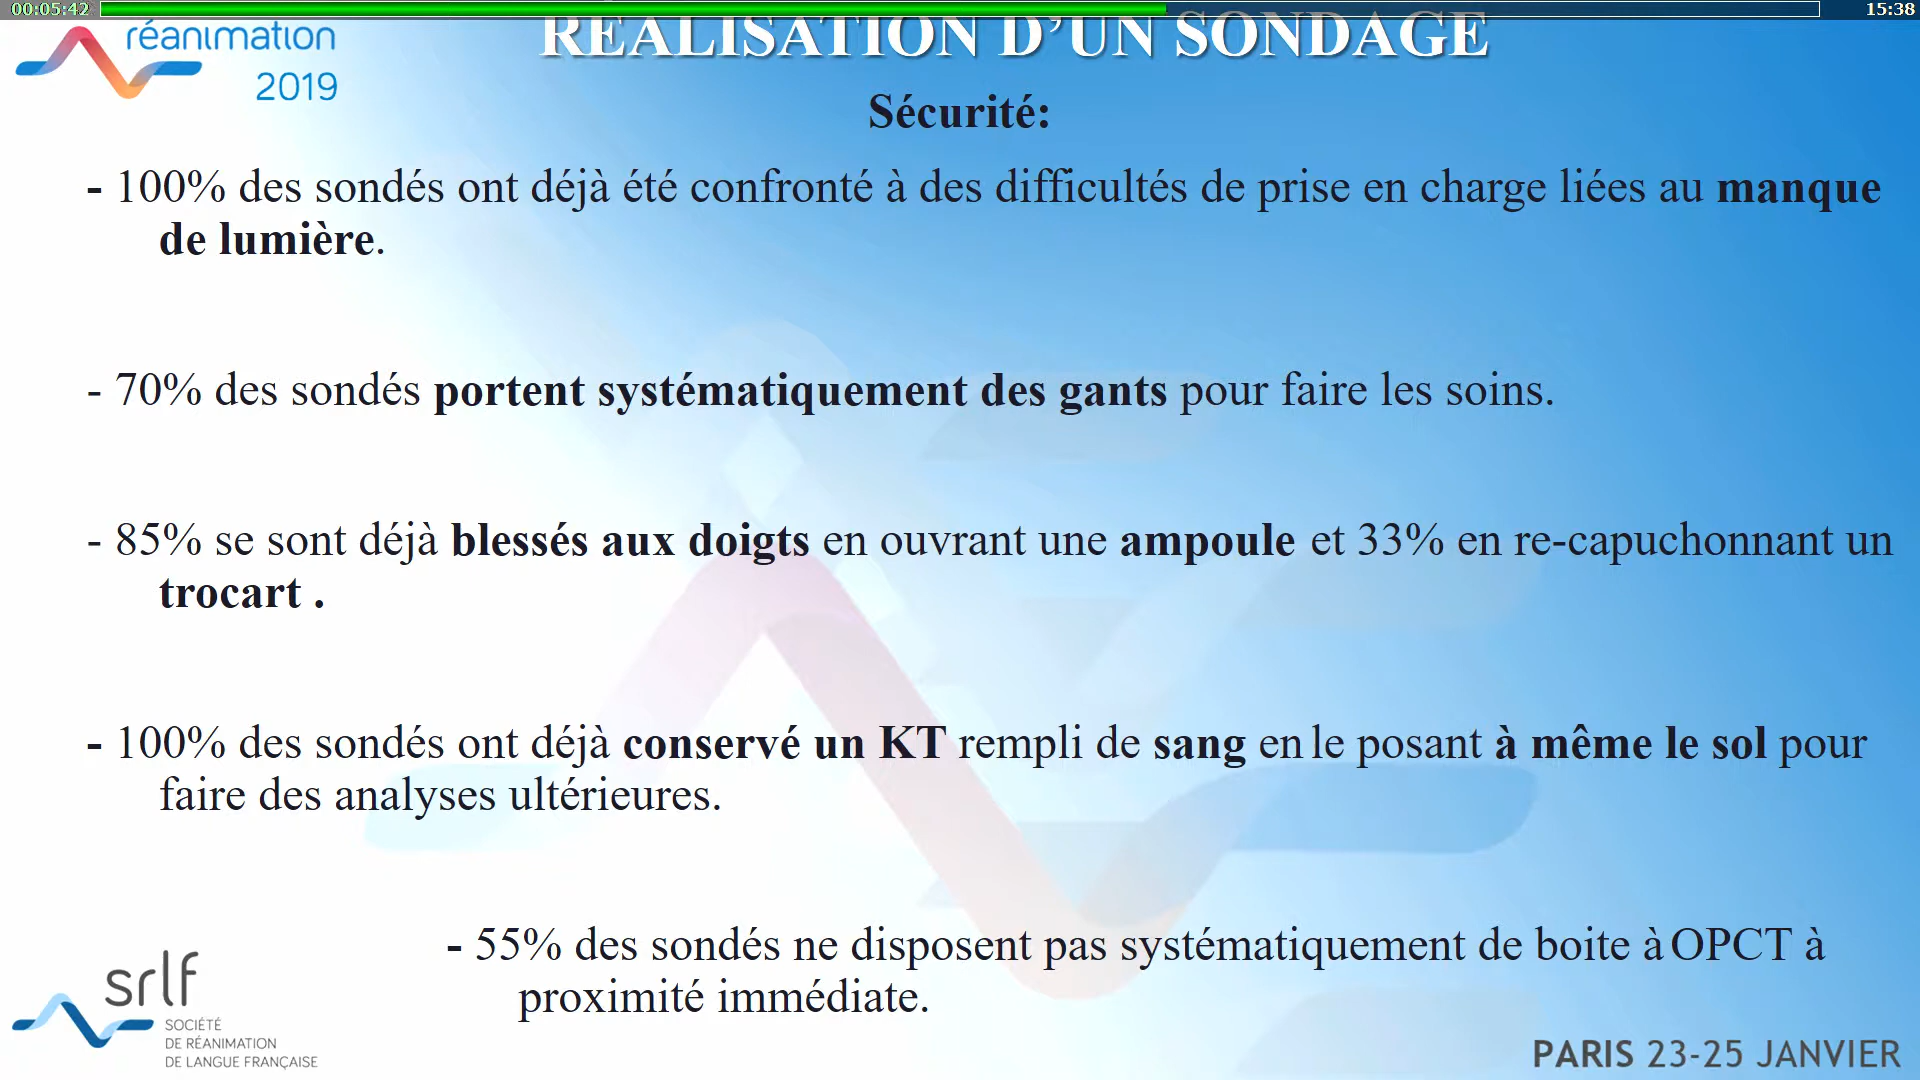 00:05:42
15:38
réanimation
2019
RÉALISATION D’UN SONDAGE
Sécurité:
- 100% des sondés ont déjà été confronté à des difficultés de prise en charge liées au manque
de lumière.
- 70% des sondés portent systématiquement des gants pour faire les soins.
- 85% se sont déjà blessés aux doigts en ouvrant une ampoule et 33% en re-capuchonnant un
trocart .
- 100% des sondés ont déjà conservé un KT rempli de sang en le posant à même le sol pour
faire des analyses ultérieures.
- 55% des sondés ne disposent pas systématiquement de boite à OPCT à
proximité immédiate.
srlf
SOCIÉTÉ
DE RÉANIMATION
DE LANGUE FRANÇAISE
PARIS 23-25 JANVIER